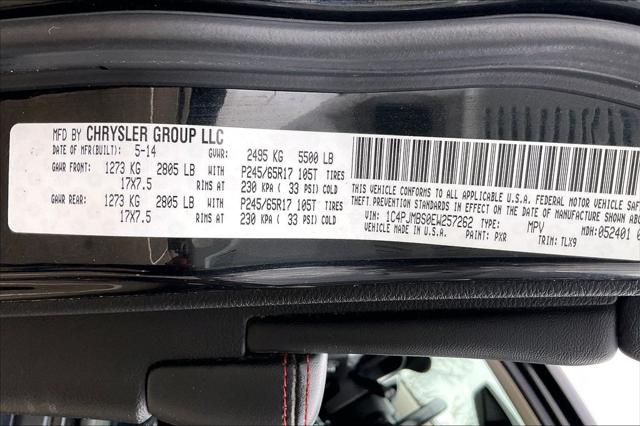 MFD BY CHRYSLER GROUP LLC
DATE OF MFR(BUILT): 5-14 GVWR: 2495 KG 5500 LB
GAWR FRONT: 1273 KG 2805 LB WITH P245/65R17 105T TIRES
17X7.5 RIMS AT 230 KPA ( 33 PSI) COLD
GAWR REAR: 1273 KG 2805 LB WITH P245/65R17 105T TIRES
17X7.5 RIMS AT 230 KPA ( 33 PSI) COLD
THIS VEHICLE CONFORMS TO ALL APPLICABLE U.S.A. FEDERAL MOTOR VEHICLE
THEFT PREVENTION STANDARDS IN EFFECT ON THE DATE OF MANUFACTURE SHOWN
VIN: 1C4PJMBS0EW257262 TYPE: MPV MDH: 052401
VEHICLE MADE IN U.S.A. PAINT: PXR TRIM: TLX9